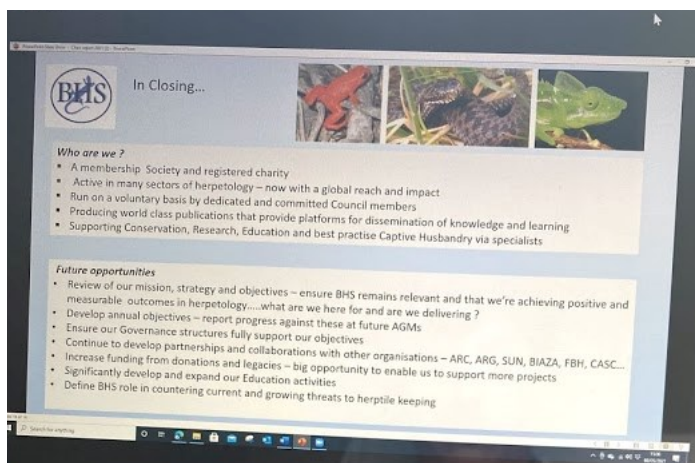 In Closing...
BHS
Who are we ?
• A membership Society and registered charity
• Active in many sectors of herpetology – now with a global reach and impact
• Run on a voluntary basis by dedicated and committed Council members
• Producing world class publications that provide platforms for dissemination of knowledge and learning
• Supporting Conservation, Research, Education and best practise Captive Husbandry via specialists
Future opportunities
• Review of our mission, strategy and objectives – ensure BHS remains relevant and that we're achieving positive and
measurable outcomes in herpetology.....what are we here for and are we delivering ?
• Develop annual objectives – report progress against these at future AGMs
• Ensure our Governance structures fully support our objectives
• Continue to develop partnerships and collaborations with other organisations – ARC, ARG, SUN, BIAZA, FBH, CASC...
• Increase funding from donations and legacies – big opportunity to enable us to support more projects
• Significantly develop and expand our Education activities
• Define BHS role in countering current and growing threats to herptile keeping
Search for anything